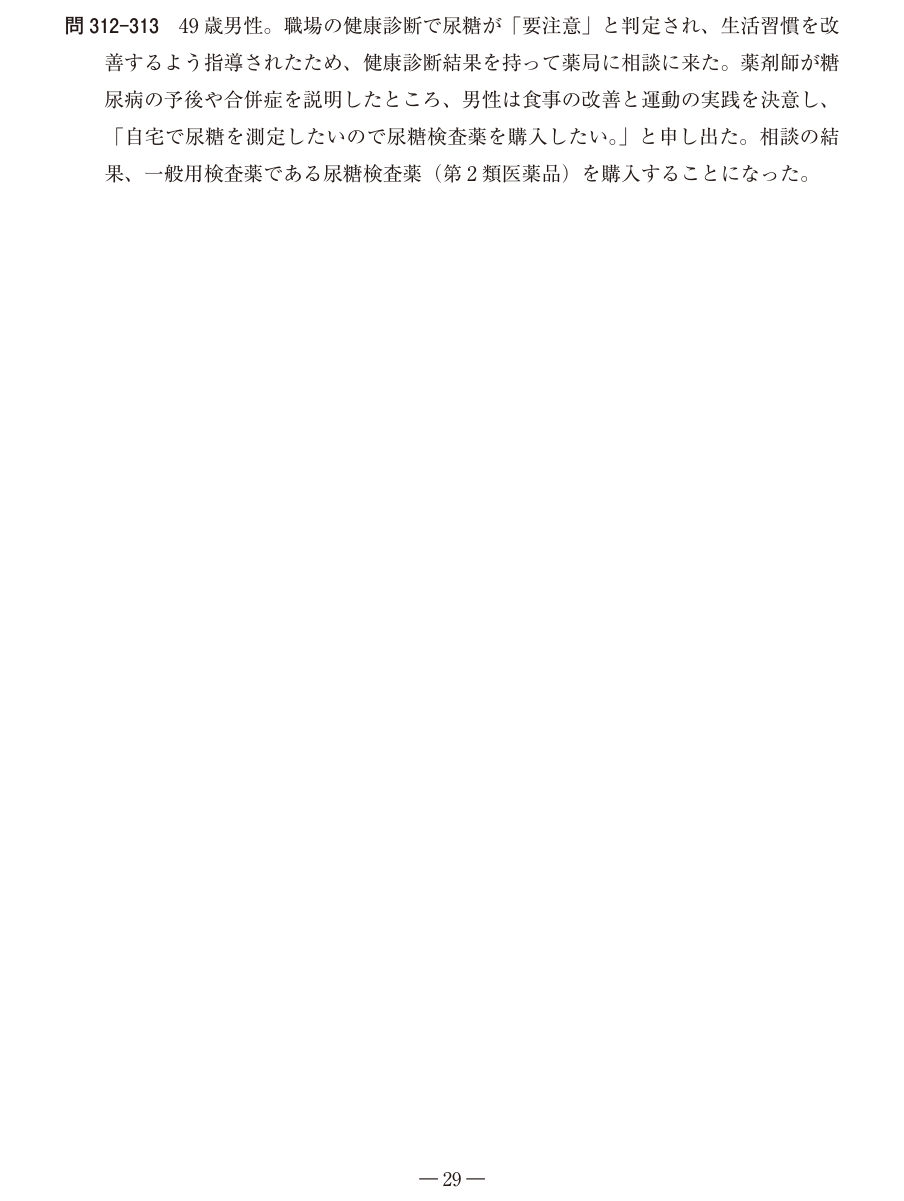 問 312-313　49 歳男性。職場の健康診断で尿糖が「要注意」と判定され、生活習慣を改
善するよう指導されたため、健康診断結果を持って薬局に相談に来た。薬剤師が糖
尿病の予後や合併症を説明したところ、男性は食事の改善と運動の実践を決意し、
「自宅で尿糖を測定したいので尿糖検査薬を購入したい。」と申し出た。相談の結
果、一般用検査薬である尿糖検査薬（第２類医薬品）を購入することになった。
― 29 ―